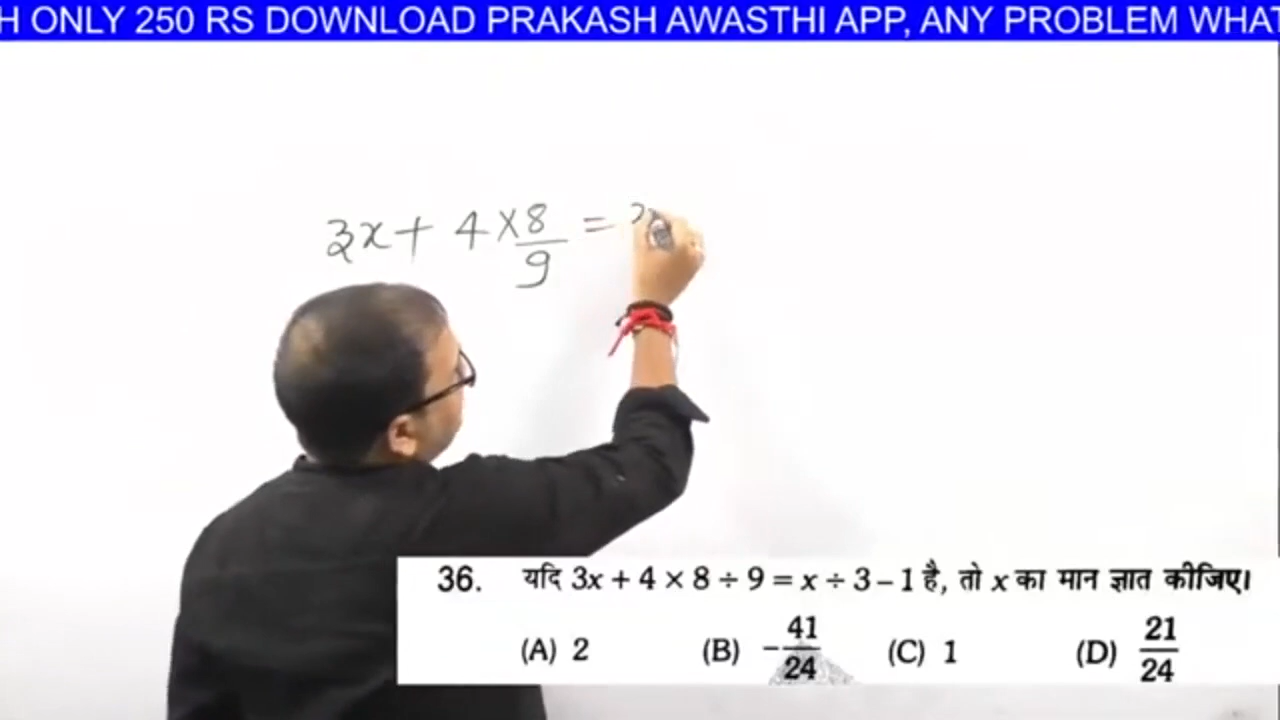 H ONLY 250 RS DOWNLOAD PRAKASH AWASTHI APP, ANY PROBLEM WHAT
3x + 4 × 8/9 =
36. यदि 3x + 4 × 8 ÷ 9 = x ÷ 3 – 1 है, तो x का मान ज्ञात कीजिए।
(A) 2 (B) –41/24 (C) 1 (D) 21/24